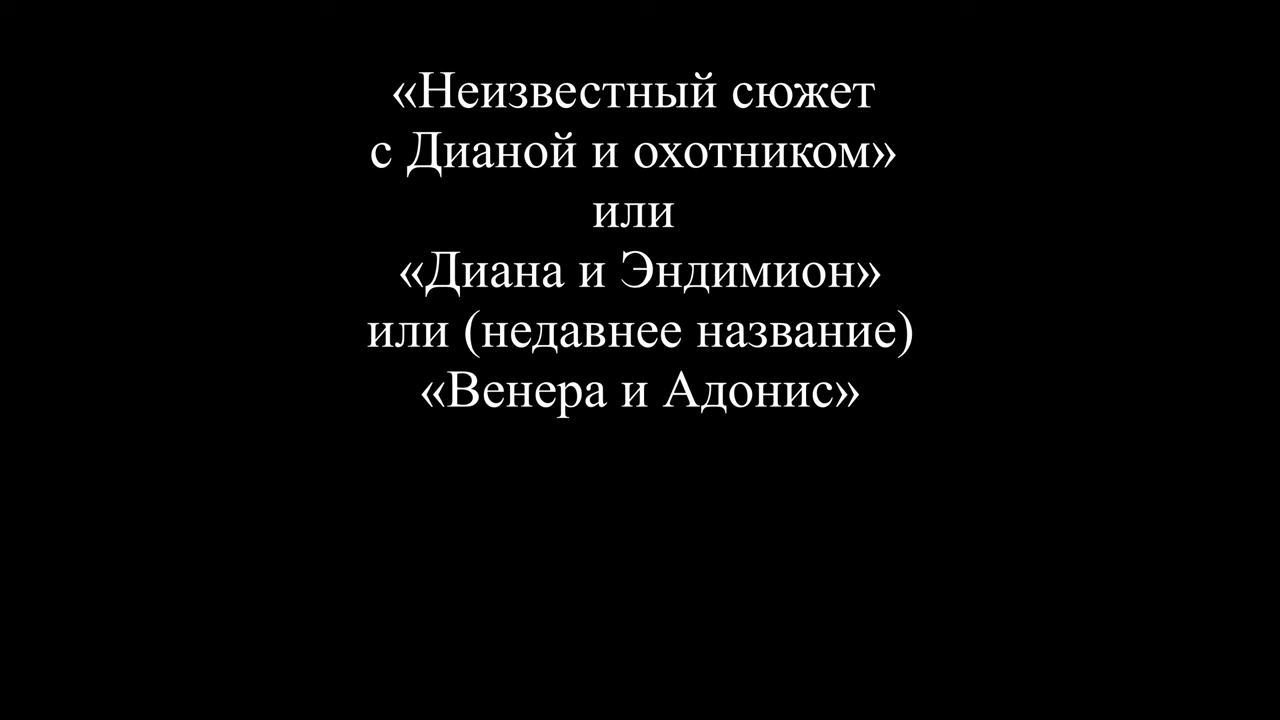 «Неизвестный сюжет
с Дианой и охотником»
или
«Диана и Эндимион»
или (недавнее название)
«Венера и Адонис»